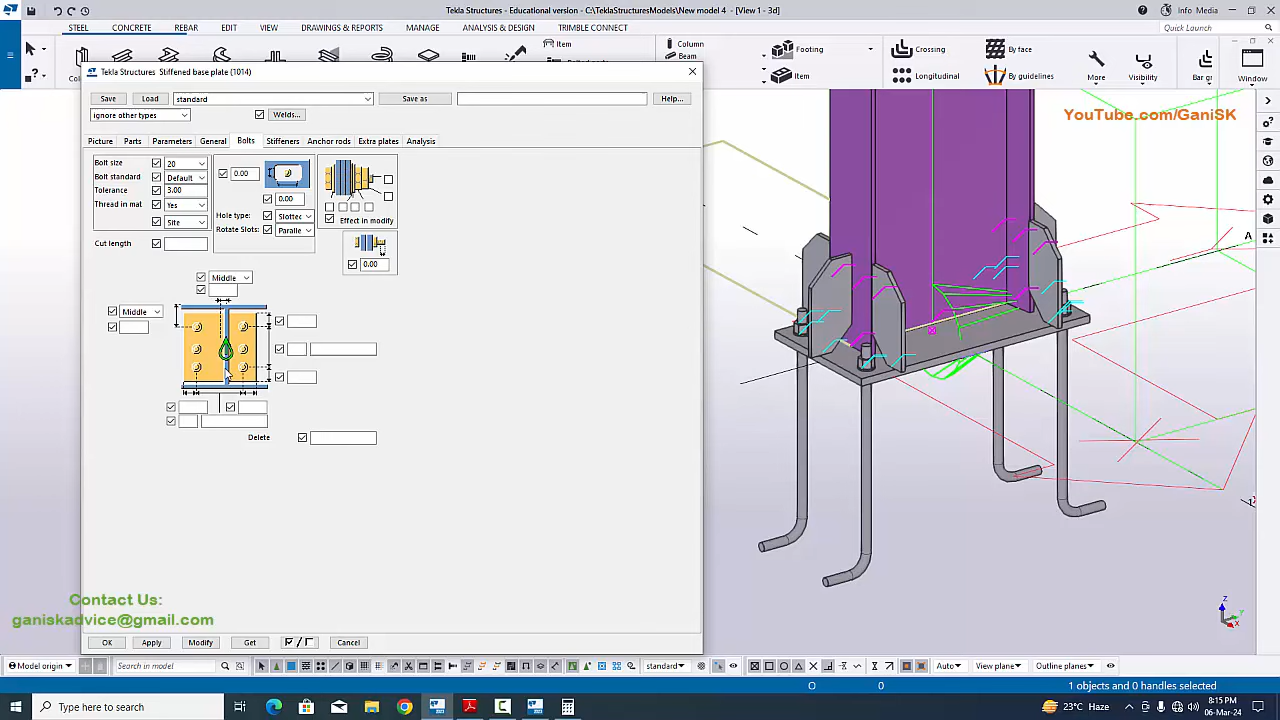 Tekla Structures - Educational version - C:\TeklaStructuresModels\New model 4 - [View 1 - 3d]
Info Media
STEEL CONCRETE REBAR EDIT VIEW DRAWINGS & REPORTS MANAGE ANALYSIS & DESIGN TRIMBLE CONNECT
Quick Launch
Item
Column
Beam
Footing
Item
Crossing
Longitudinal
By face
By guidelines
More
Visibility
Bar gr
Window
Tekla Structures Stiffened base plate (1014)
Save Load standard Save as Help...
ignore other types Welds...
Picture Parts Parameters General Bolts Stiffeners Anchor rods Extra plates Analysis
Bolt size 20
Bolt standard Default
Tolerance 3.00
Thread in mat Yes
Site
Cut length
0.00
0.00
Hole type: Slotted
Rotate Slots: Paralle
Effect in modify
0.00
Middle
Middle
Delete
OK Apply Modify Get Cancel
YouTube.com/GaniSK
A
Contact Us:
ganiskadvice@gmail.com
Z
Model origin
Search in model
standard
Auto
View plane
Outline planes
O 0 1 objects and 0 handles selected
Type here to search
23°C Haze
8:15 PM
06-Mar-24